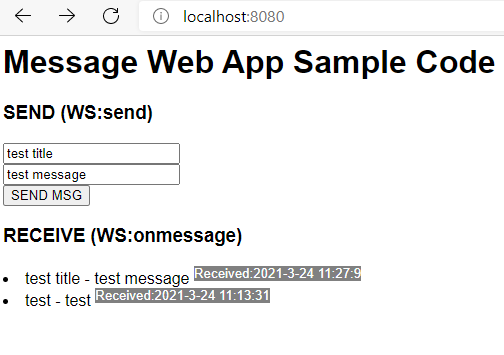 localhost:8080
Message Web App Sample Code
SEND (WS:send)
test title
test message
SEND MSG
RECEIVE (WS:onmessage)
test title - test message Received:2021-3-24 11:27:9
test - test Received:2021-3-24 11:13:31